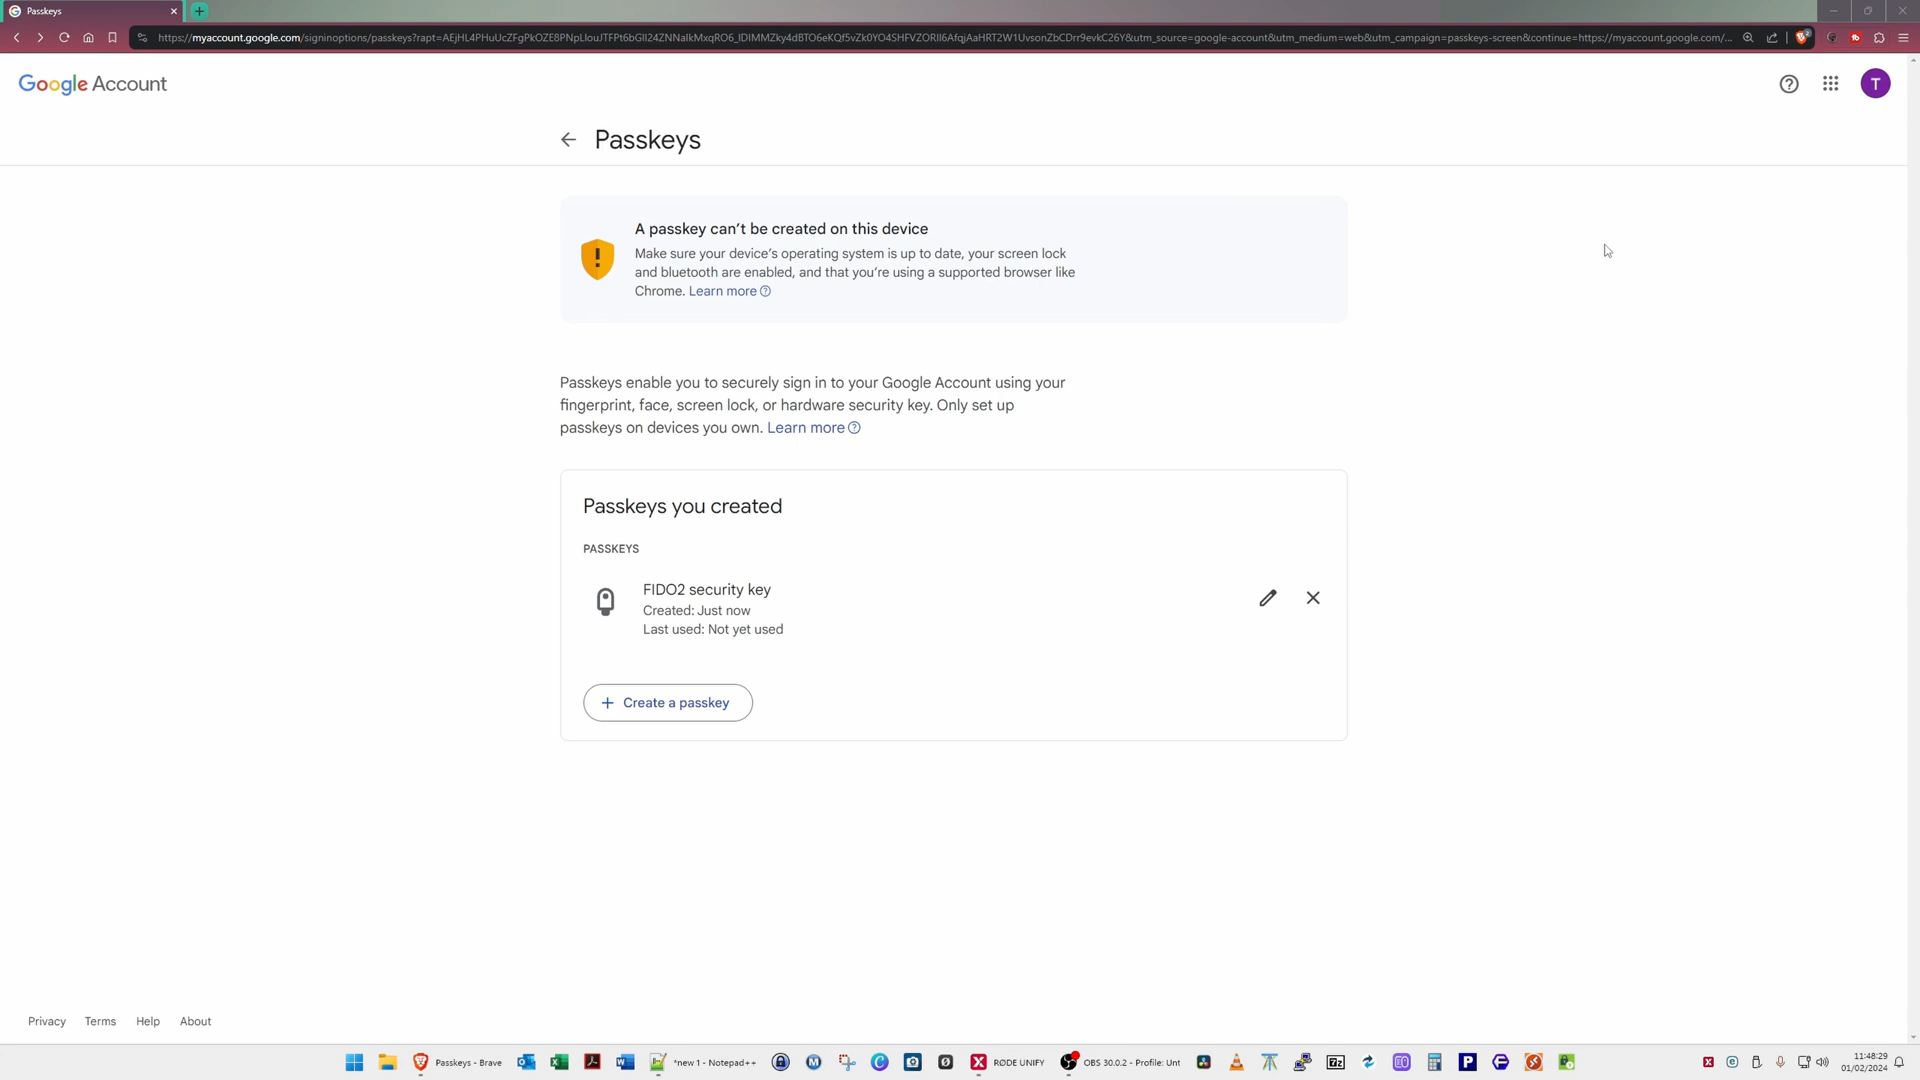 Passkeys
Google Account
T
Passkeys
A passkey can't be created on this device
Make sure your device's operating system is up to date, your screen lock
and bluetooth are enabled, and that you're using a supported browser like
Chrome. Learn more
Passkeys enable you to securely sign in to your Google Account using your
fingerprint, face, screen lock, or hardware security key. Only set up
passkeys on devices you own. Learn more
Passkeys you created
PASSKEYS
FIDO2 security key
Created: Just now
Last used: Not yet used
+ Create a passkey
Privacy Terms Help About
Passkeys - Brave
*new 1 - Notepad++
RØDE UNIFY
OBS 30.0.2 - Profile: Unt
11:48:29
01/02/2024